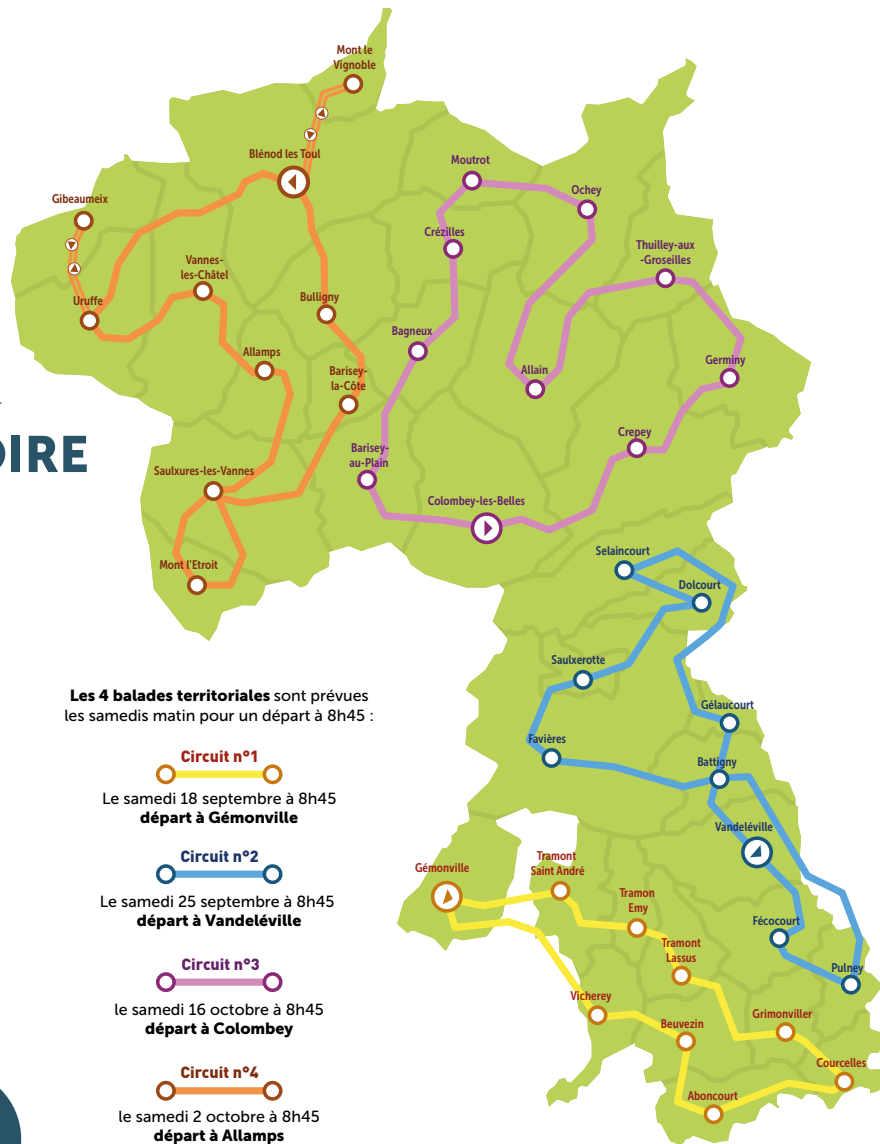 Mont le
Vignoble
Blénod les Toul
Moutrot
Gibeaumeix
Ochey
Crézilles
Thuilley-aux
-Groseilles
Vannes-
les-Châtel
Uruffe
Bulligny
Bagneux
Allamps
Barisey-
la-Côte
Allain
Germiny
OIRE
Crepey
Barisey-
au-Plain
Saulxures-les-Vannes
Colombey-les-Belles
Selaincourt
Mont l'Etroit
Dolcourt
Saulxerotte
Gélaucourt
Favières
Battigny
Vandeléville
Gémonville
Tramont
Saint André
Tramon
Emy
Fécocourt
Tramont
Lassus
Pulney
Vicherey
Beuvezin
Grimonviller
Courcelles
Aboncourt
Les 4 balades territoriales sont prévues
les samedis matin pour un départ à 8h45 :
Circuit n°1
Le samedi 18 septembre à 8h45
départ à Gémonville
Circuit n°2
Le samedi 25 septembre à 8h45
départ à Vandeléville
Circuit n°3
le samedi 16 octobre à 8h45
départ à Colombey
Circuit n°4
le samedi 2 octobre à 8h45
départ à Allamps